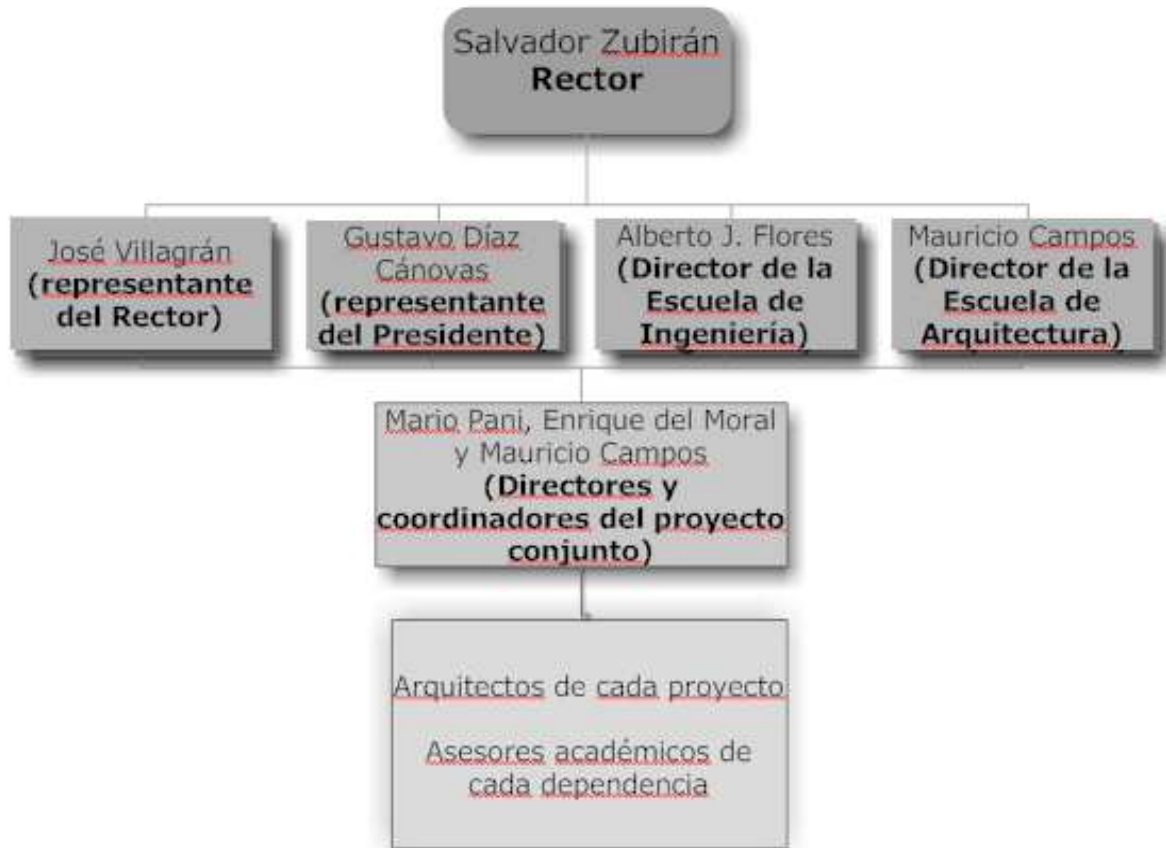 Salvador Zubirán
Rector
José Villagrán
(representante
del Rector)
Gustavo Díaz
Cánovas
(representante
del Presidente)
Alberto J. Flores
(Director de la
Escuela de
Ingeniería)
Mauricio Campos
(Director de la
Escuela de
Arquitectura)
Mario Pani, Enrique del Moral
y Mauricio Campos
(Directores y
coordinadores del proyecto
conjunto)
Arquitectos de cada proyecto
Asesores académicos de
cada dependencia